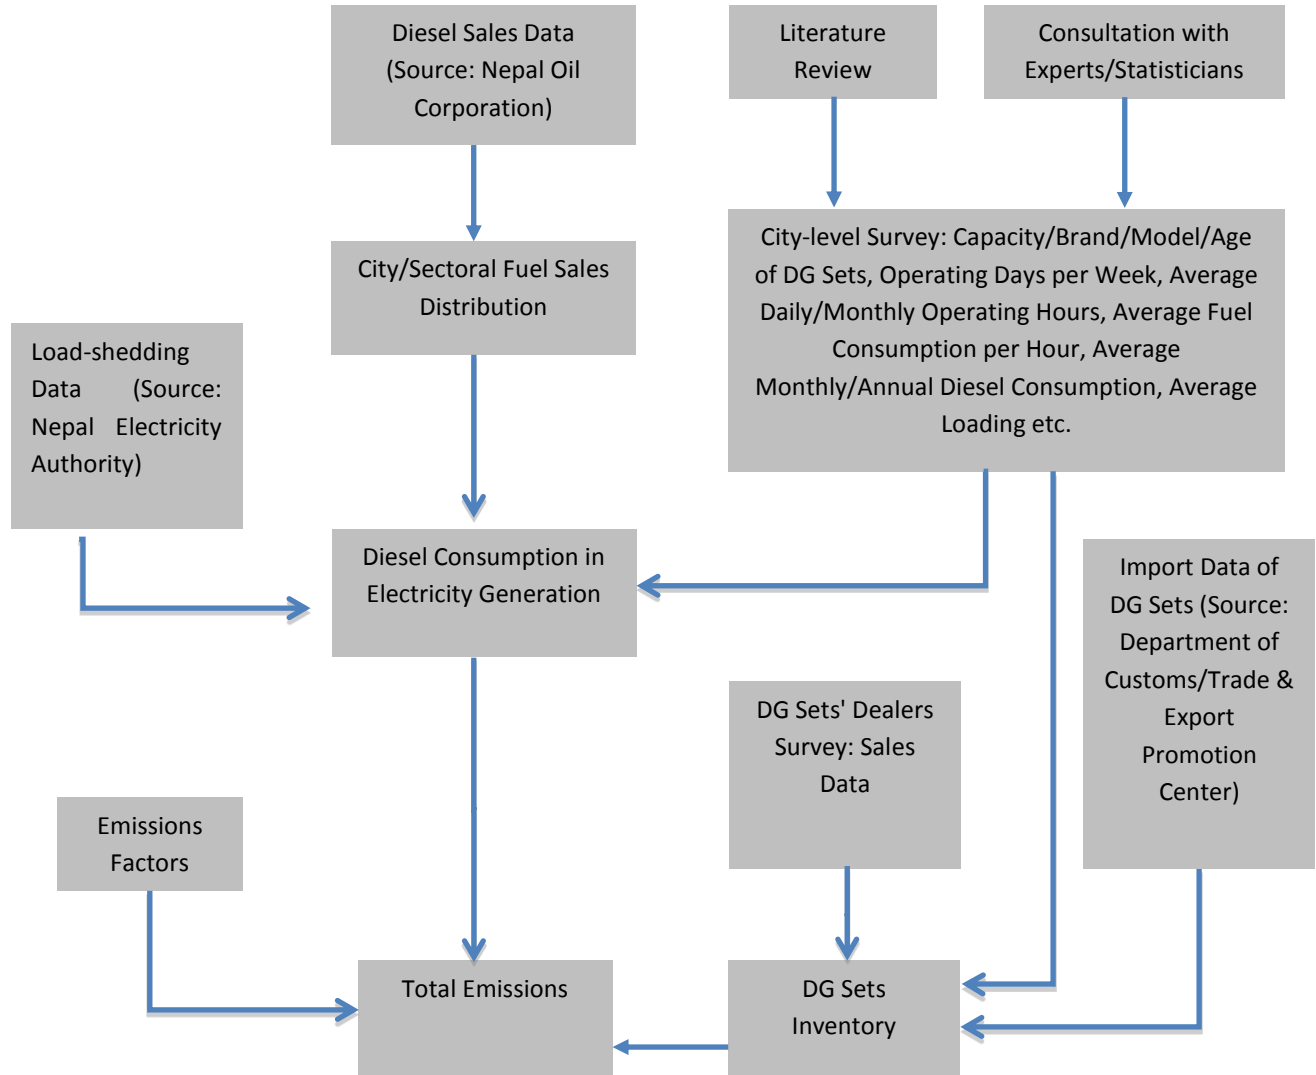 Diesel Sales Data
(Source: Nepal Oil
Corporation)
Literature
Review
Consultation with
Experts/Statisticians
City/Sectoral Fuel Sales
Distribution
City-level Survey: Capacity/Brand/Model/Age
of DG Sets, Operating Days per Week, Average
Daily/Monthly Operating Hours, Average Fuel
Consumption per Hour, Average
Monthly/Annual Diesel Consumption, Average
Loading etc.
Load-shedding
Data (Source:
Nepal Electricity
Authority)
Diesel Consumption in
Electricity Generation
Import Data of
DG Sets (Source:
Department of
Customs/Trade &
Export
Promotion
Center)
DG Sets' Dealers
Survey: Sales
Data
Emissions
Factors
Total Emissions
DG Sets
Inventory